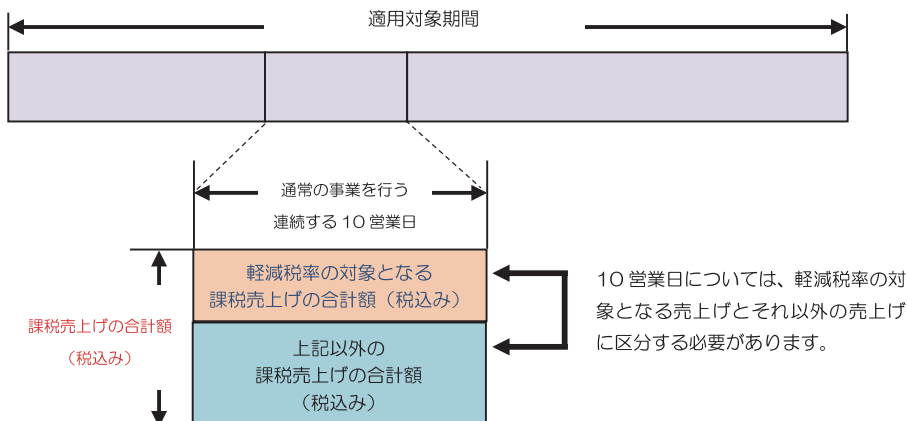 適用対象期間
通常の事業を行う
連続する10営業日
軽減税率の対象となる
課税売上げの合計額（税込み）
課税売上げの合計額
（税込み）
上記以外の
課税売上げの合計額
（税込み）
10営業日については、軽減税率の対
象となる売上げとそれ以外の売上げ
に区分する必要があります。